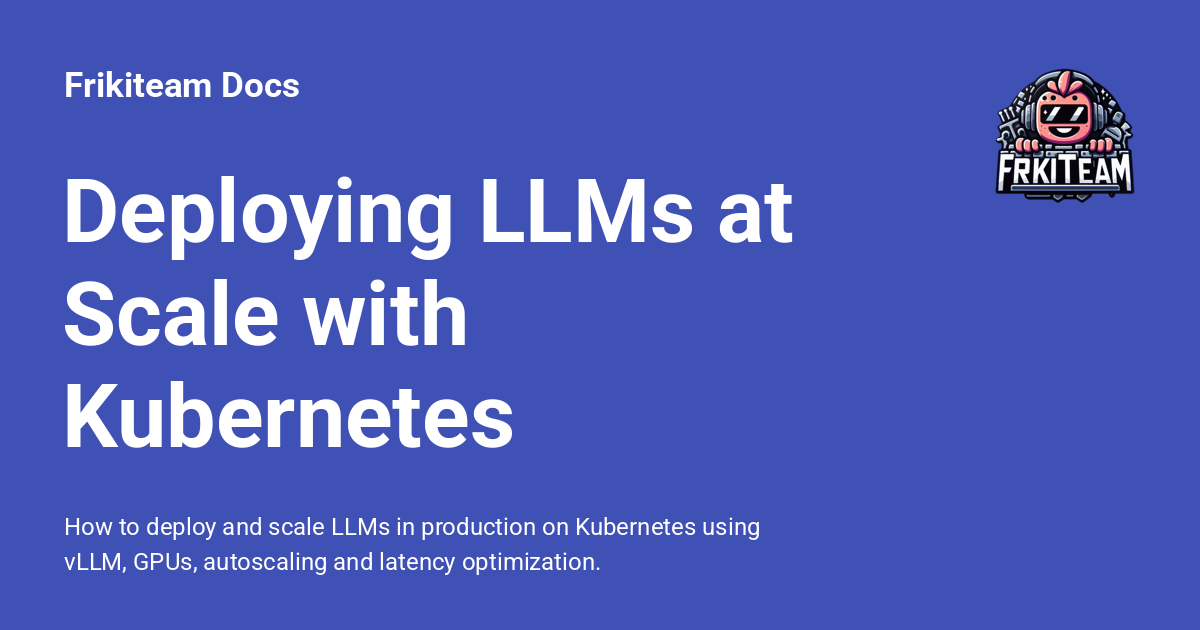 Frikiteam Docs
FRKITEAM
Deploying LLMs at
Scale with
Kubernetes
How to deploy and scale LLMs in production on Kubernetes using
vLLM, GPUs, autoscaling and latency optimization.